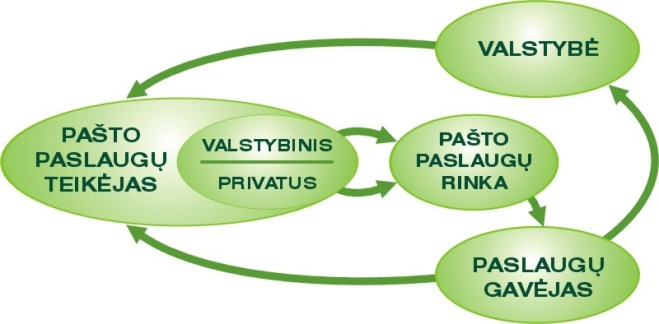 VALSTYBĖ
PAŠTO
PASLAUGŲ
TEIKĖJAS
VALSTYBINIS
PRIVATUS
PAŠTO
PASLAUGŲ
RINKA
PASLAUGŲ
GAVĖJAS